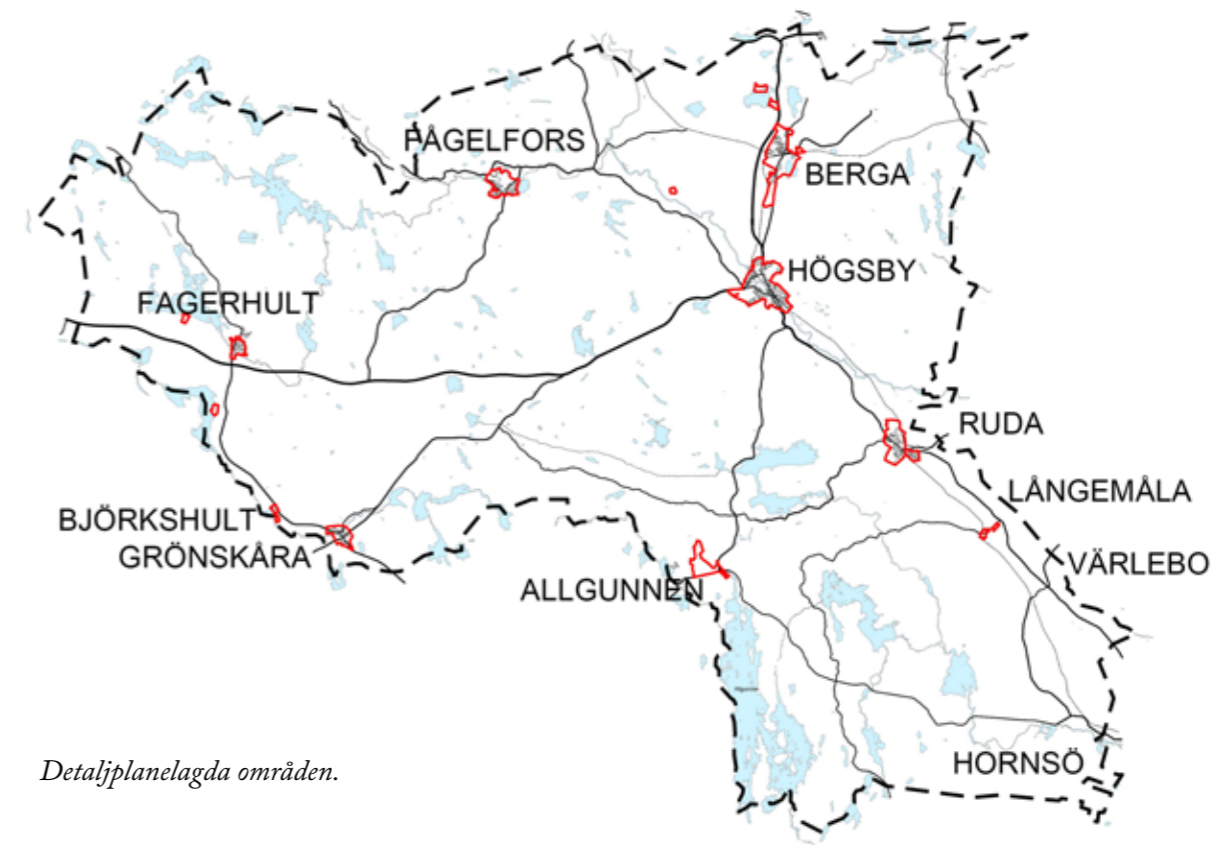 FÅGELFORS
BERGA
HÖGSBY
FAGERHULT
RUDA
LÅNGEMÅLA
BJÖRKSHULT
GRÖNSKÅRA
VÄRLEBO
ALLGUNNEN
HORNSÖ
Detaljplanelagda områden.